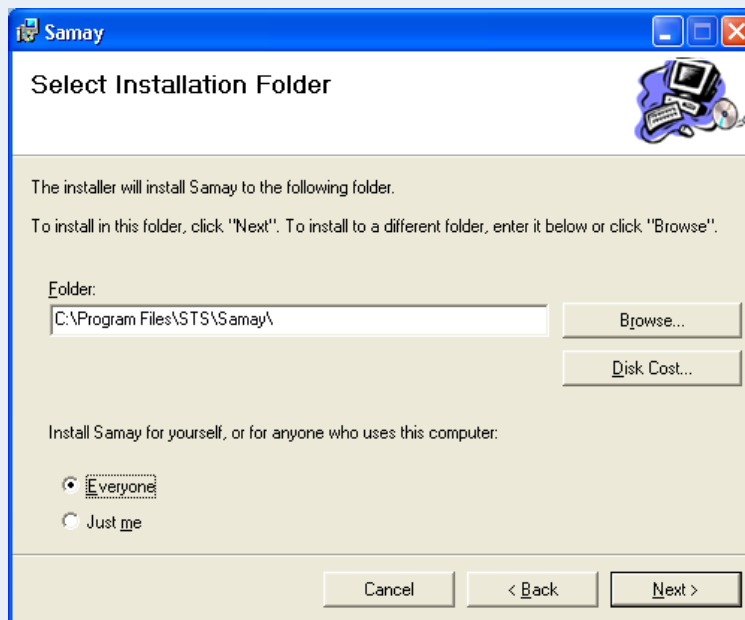 Samay
Select Installation Folder
The installer will install Samay to the following folder.
To install in this folder, click "Next". To install to a different folder, enter it below or click "Browse".
Folder:
C:\Program Files\STS\Samay\
Browse...
Disk Cost...
Install Samay for yourself, or for anyone who uses this computer:
Everyone
Just me
Cancel
< Back
Next >